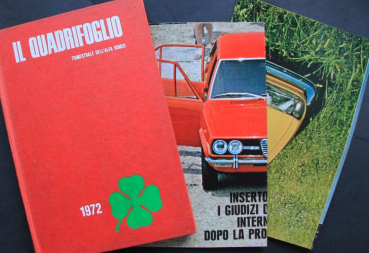 IL QUADRIFOGLIO
TRIMESTRALE DELL'ALFA ROMEO
1972
INSERTO
I GIUDIZI D
INTERN
DOPO LA PRO